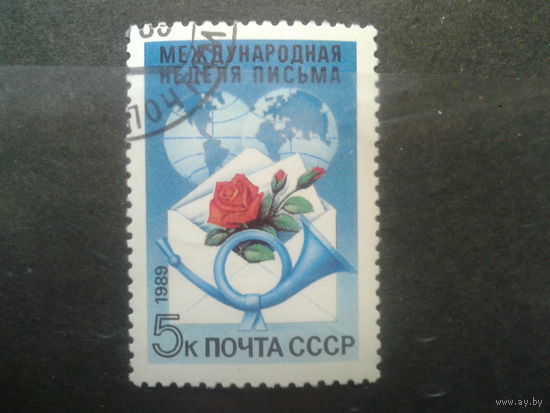 МЕЖДУНАРОДНАЯ
НЕДЕЛЯ ПИСЬМА
1989
5к ПОЧТА СССР
www.ay.by